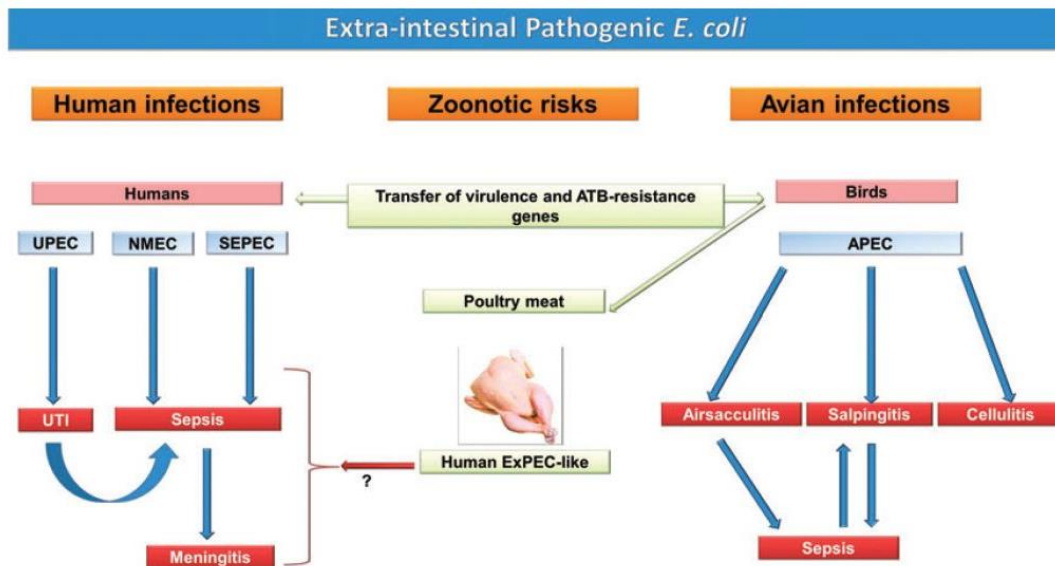 Extra-intestinal Pathogenic E. coli
Human infections
Zoonotic risks
Avian infections
Humans
Transfer of virulence and ATB-resistance
genes
Birds
UPEC
NMEC
SEPEC
APEC
Poultry meat
UTI
Sepsis
Airsacculitis
Salpingitis
Cellulitis
Human ExPEC-like
?
Meningitis
Sepsis